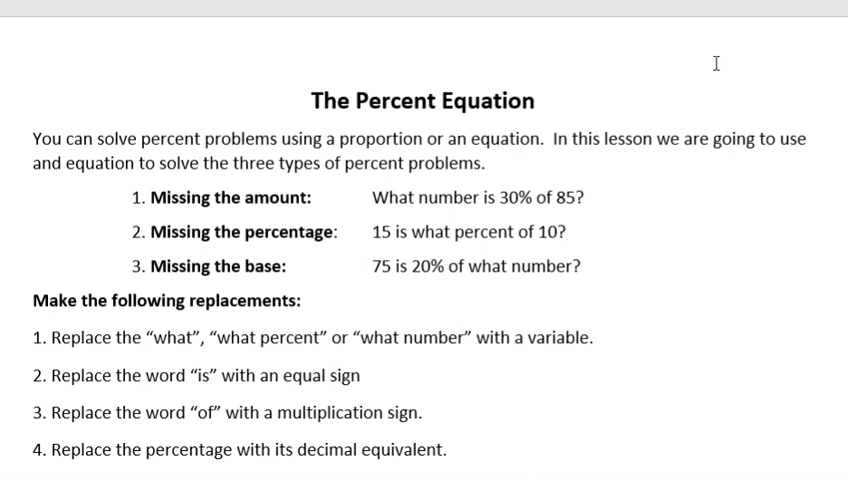 The Percent Equation
You can solve percent problems using a proportion or an equation.  In this lesson we are going to use
and equation to solve the three types of percent problems.
1. Missing the amount: What number is 30% of 85?
2. Missing the percentage: 15 is what percent of 10?
3. Missing the base: 75 is 20% of what number?
Make the following replacements:
1. Replace the “what”, “what percent” or “what number” with a variable.
2. Replace the word “is” with an equal sign
3. Replace the word “of” with a multiplication sign.
4. Replace the percentage with its decimal equivalent.